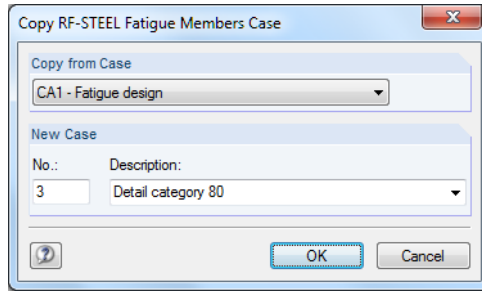 Copy RF-STEEL Fatigue Members Case
Copy from Case
CA1 - Fatigue design
New Case
No.: Description:
3 Detail category 80
OK Cancel